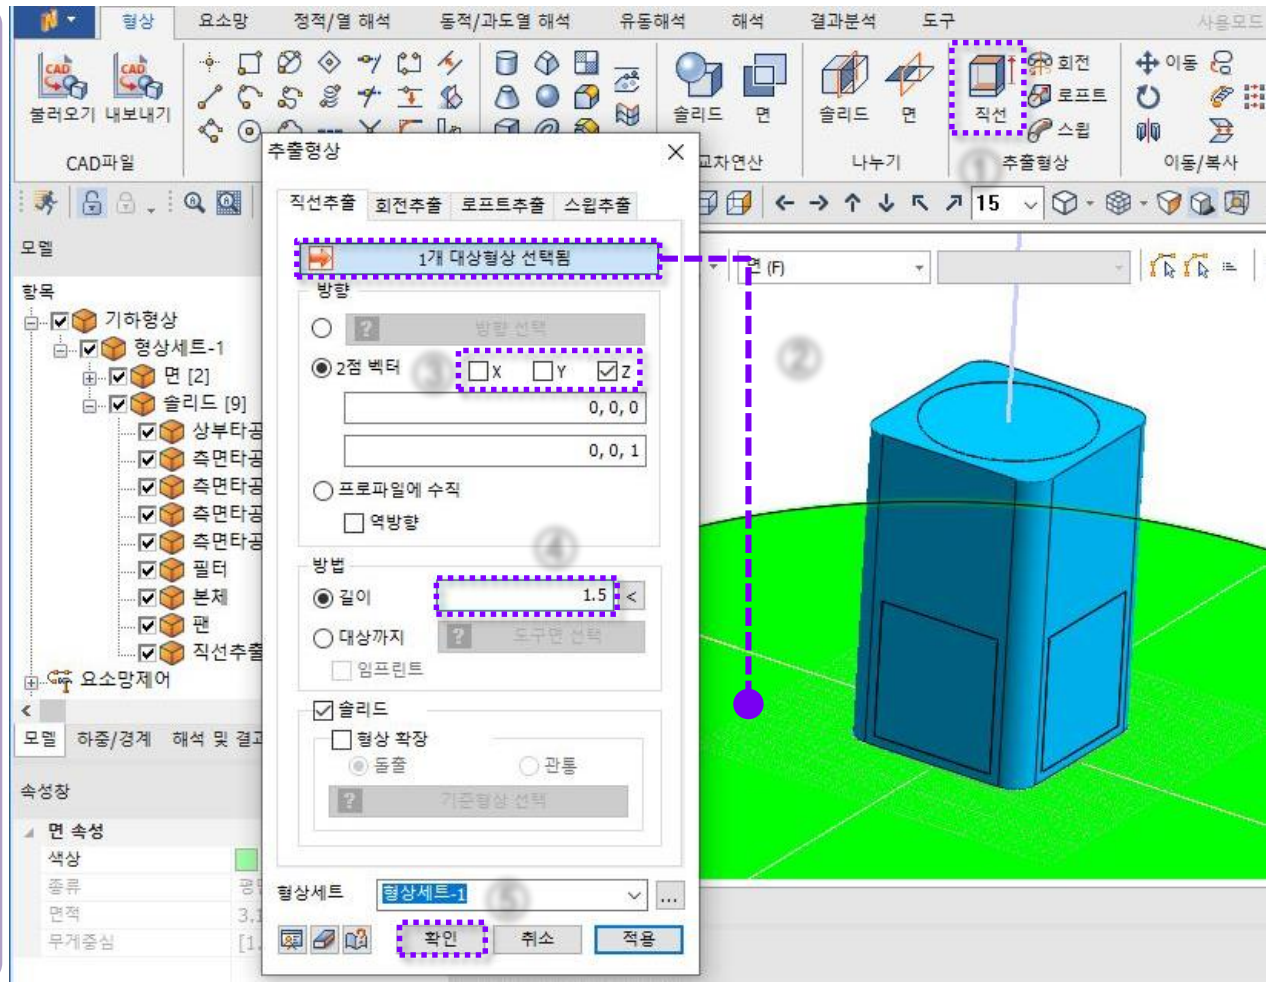 형상 요소망 정적/열 해석 동적/과도열 해석 유동해석 해석 결과분석 도구 사용모드
CAD CAD
회전 이동
로프트
불러오기 내보내기 솔리드 면 솔리드 면 직선
스윕
CAD파일 교차연산 나누기 ① 추출형상 이동/복사
추출형상
15
직선추출 회전추출 로프트추출 스윕추출
모델
1개 대상형상 선택됨
면 (F)
항목
방향
기하형상
? 방향 선택
형상세트-1
②
2점 벡터 ③ X Y Z
면 [2]
솔리드 [9]
0, 0, 0
상부타공
측면타공
0, 0, 1
측면타공
프로파일에 수직
측면타공
역방향
측면타공
④
방법
필터
길이 1.5 <
본체
팬
대상까지 ? 도구면 선택
직선추출
임프린트
요소망제어
솔리드
모델 하중/경계 해석 및 결과
형상 확장
돌출 관통
속성창
? 기준형상 선택
면 속성
색상
종류
면적 3,1
무게중심 [1,
형상세트 형상세트-1 ⑤ ...
확인 취소 적용